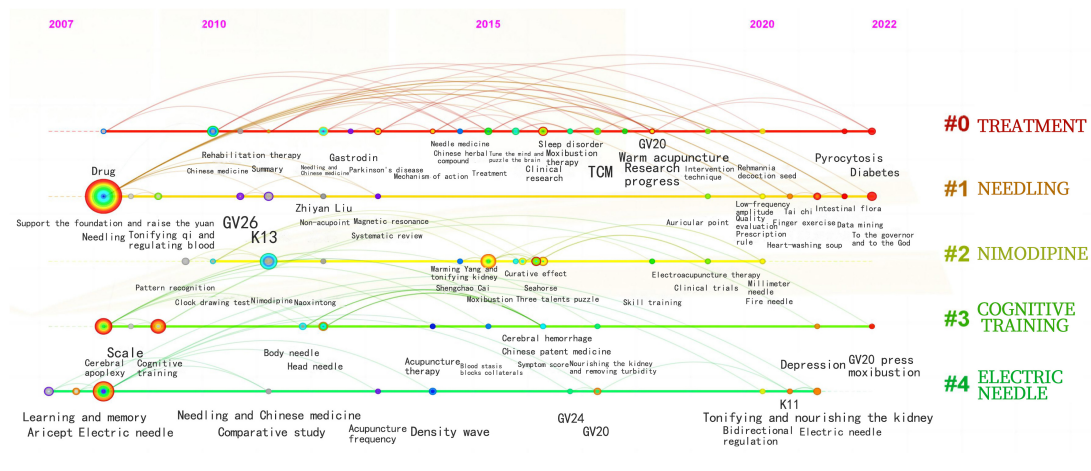 2007
2010
2015
2020
2022
#0 TREATMENT
Drug
Rehabilitation therapy
Chinese medicine
Summary
Needling and
Chinese medicine
Gastrodin
Parkinson's disease
Mechanism of action
Needle medicine
Chinese herbal
compound
Treatment
Tune the mind and
puzzle the brain
Clinical
research
Sleep disorder
Moxibustion
therapy
TCM
GV20
Warm acupuncture
Research
progress
Intervention
technique
Rehmannia
decoction seed
Pyrocytosis
Diabetes
#1 NEEDLING
Support the foundation and raise the yuan
Needling
Tonifying qi and
regulating blood
GV26
K13
Zhiyan Liu
Non-acupoint
Magnetic resonance
Systematic review
Auricular point
Low-frequency
amplitude
Quality
evaluation
Prescription
rule
Tai chi
Finger exercise
Heart-washing soup
Intestinal flora
Data mining
To the governor
and to the God
#2 NIMODIPINE
Pattern recognition
Clock drawing test
Nimodipine
Naoxintong
Warming Yang and
tonifying kidney
Shengchao Cai
Moxibustion
Curative effect
Seahorse
Three talents puzzle
Electroacupuncture therapy
Skill training
Clinical trials
Millimeter
needle
Fire needle
#3 COGNITIVE
TRAINING
Scale
Cerebral
apoplexy
Cognitive
training
Body needle
Head needle
Acupuncture
therapy
Blood stasis
blocks collaterals
Cerebral hemorrhage
Chinese patent medicine
Symptom score
Nourishing the kidney
and removing turbidity
Depression
GV20 press
moxibustion
#4 ELECTRIC
NEEDLE
Learning and memory
Aricept
Electric needle
Needling and Chinese medicine
Comparative study
Acupuncture
frequency
Density wave
GV24
GV20
K11
Tonifying and nourishing the kidney
Bidirectional
regulation
Electric needle